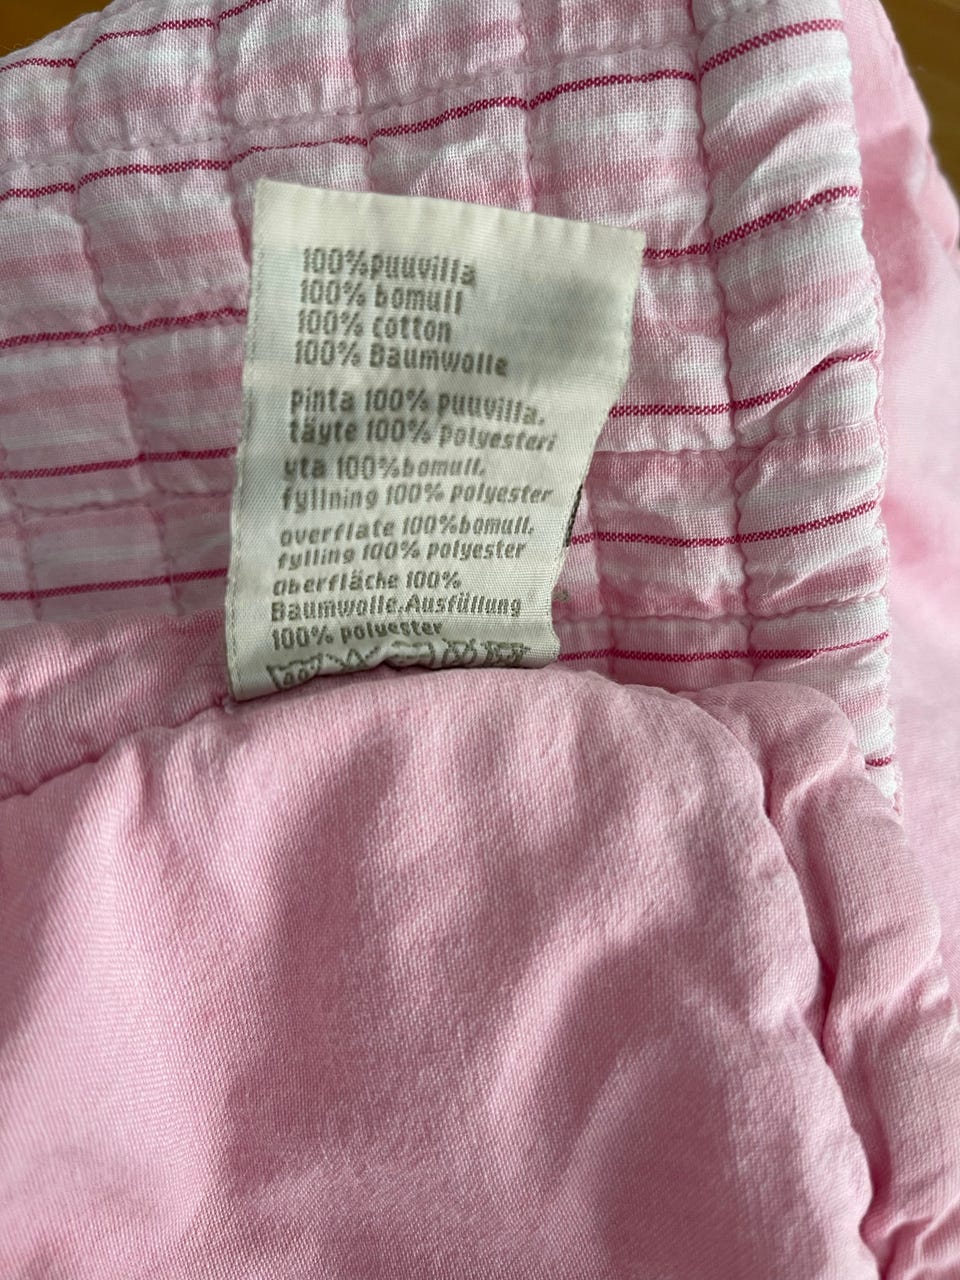 100%puuvilla
100% bomull
100% cotton
100% Baumwolle
pinta 100% puuvilla.
täyte 100% polyesteri
yta 100%bomull.
fyllning 100% polyester
overflate 100%bomull.
fylling 100% polyester
Oberfläche 100%
Baumwolle.Ausfüllung
100% polyester
40